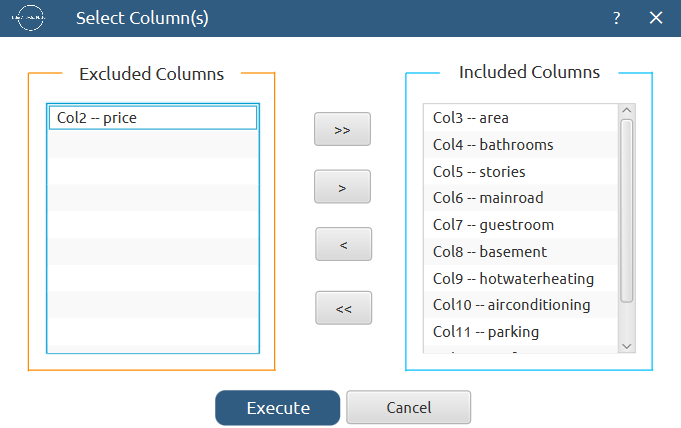 Select Column(s)
?
Excluded Columns
Included Columns
Col2 -- price
>>
>
<
<<
Col3 -- area
Col4 -- bathrooms
Col5 -- stories
Col6 -- mainroad
Col7 -- guestroom
Col8 -- basement
Col9 -- hotwaterheating
Col10 -- airconditioning
Col11 -- parking
Execute
Cancel